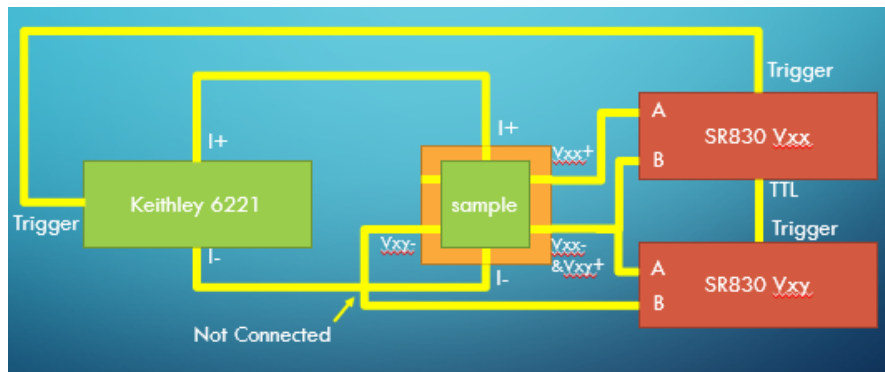 Trigger
I+
I+
A
SR830 Vxx
Vxx+
B
Keithley 6221
sample
TTL
Trigger
Trigger
Vxy-
Vxx-
&Vxy+
I-
I-
A
SR830 Vxy
B
Not Connected